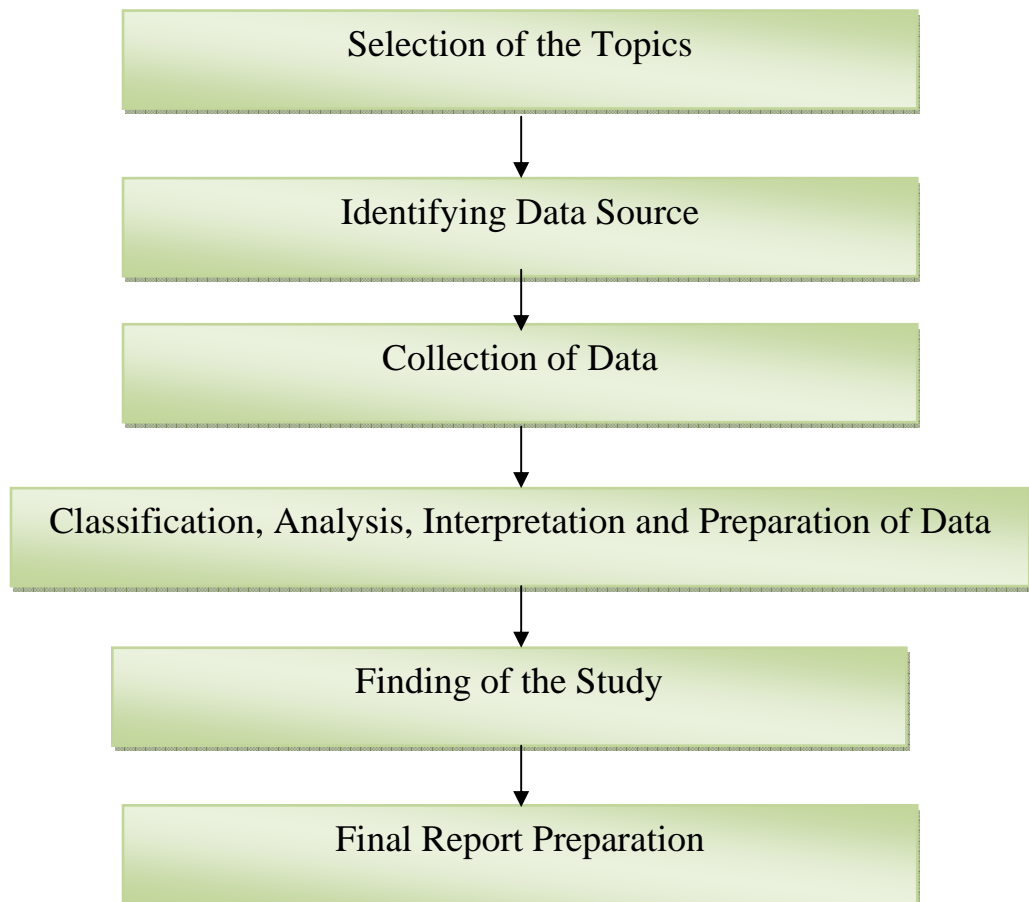 Selection of the Topics
Identifying Data Source
Collection of Data
Classification, Analysis, Interpretation and Preparation of Data
Finding of the Study
Final Report Preparation